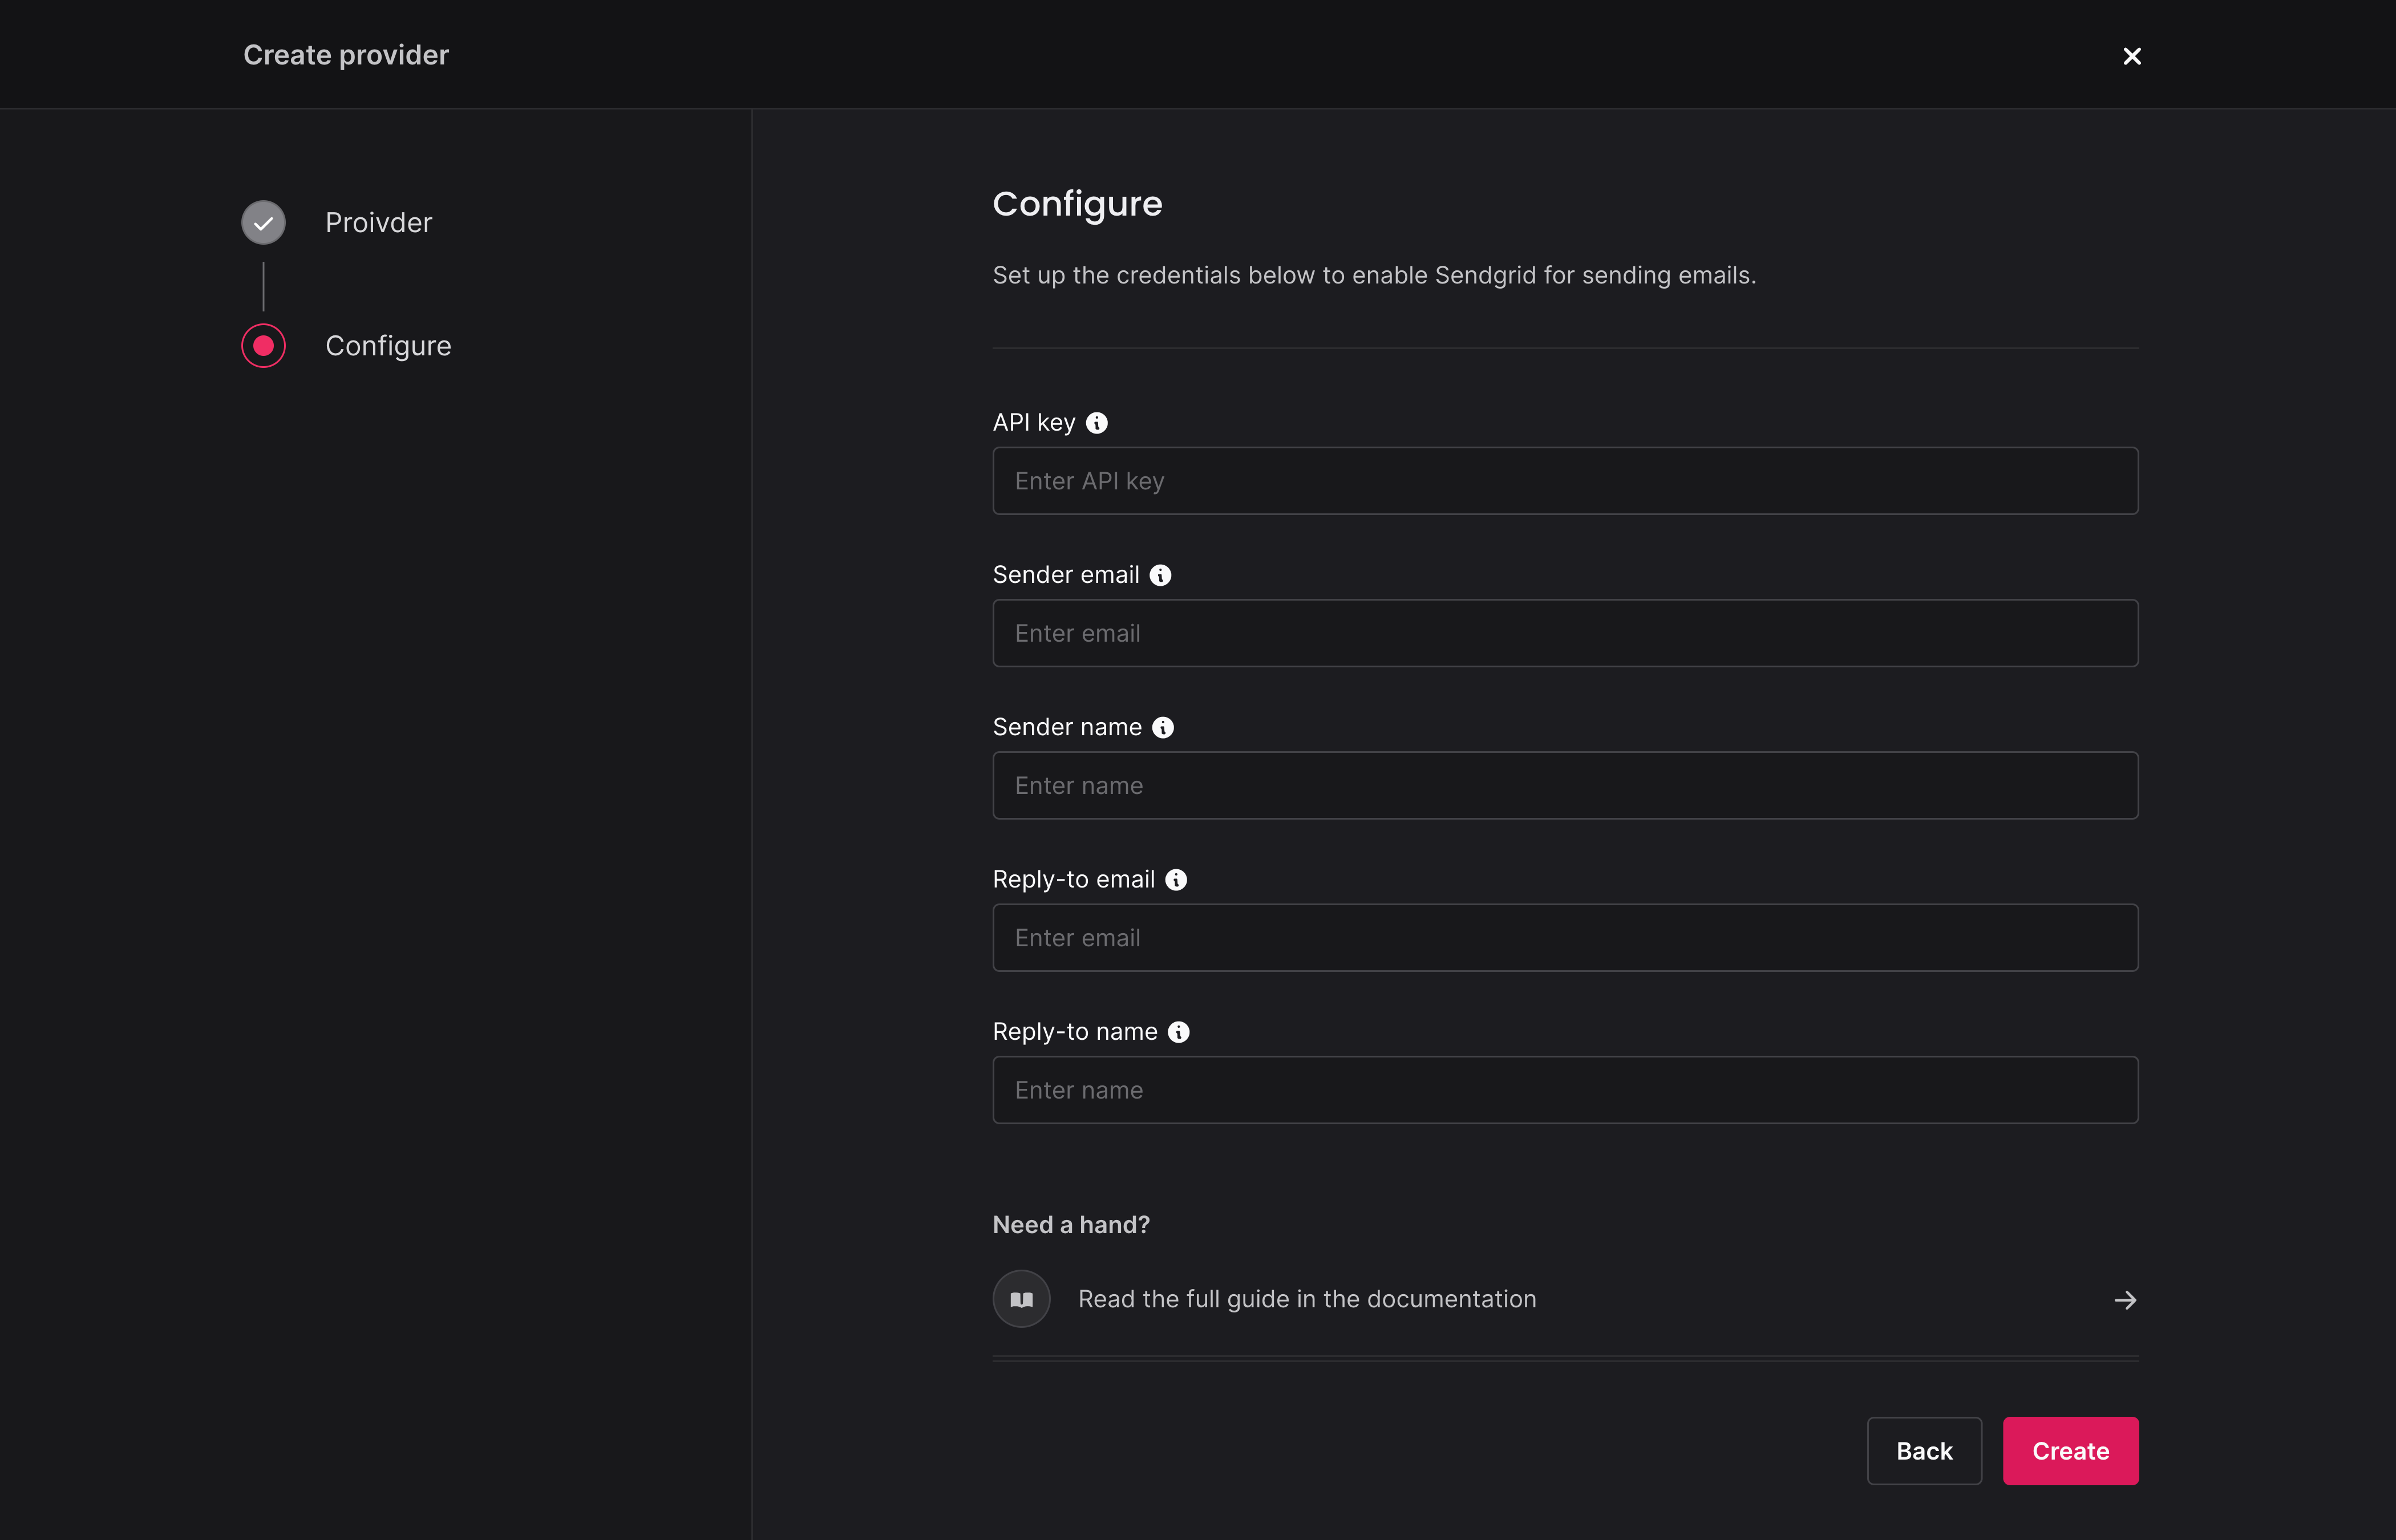 Create provider
Proivder
Configure
Configure
Set up the credentials below to enable Sendgrid for sending emails.
API key
Enter API key
Sender email
Enter email
Sender name
Enter name
Reply-to email
Enter email
Reply-to name
Enter name
Need a hand?
Read the full guide in the documentation
Back
Create